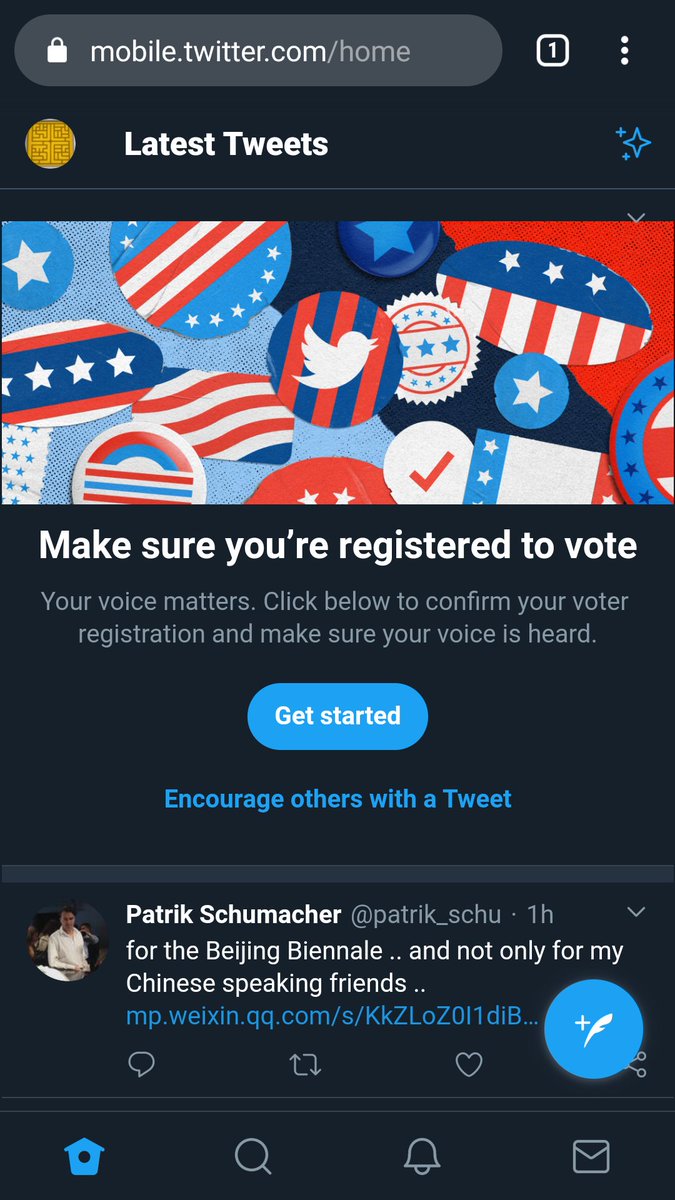 mobile.twitter.com/home
1
Latest Tweets
Make sure you’re registered to vote
Your voice matters. Click below to confirm your voter
registration and make sure your voice is heard.
Get started
Encourage others with a Tweet
Patrik Schumacher @patrik_schu · 1h
for the Beijing Biennale .. and not only for my
Chinese speaking friends ..
mp.weixin.qq.com/s/KkZLoZ0I1diB…